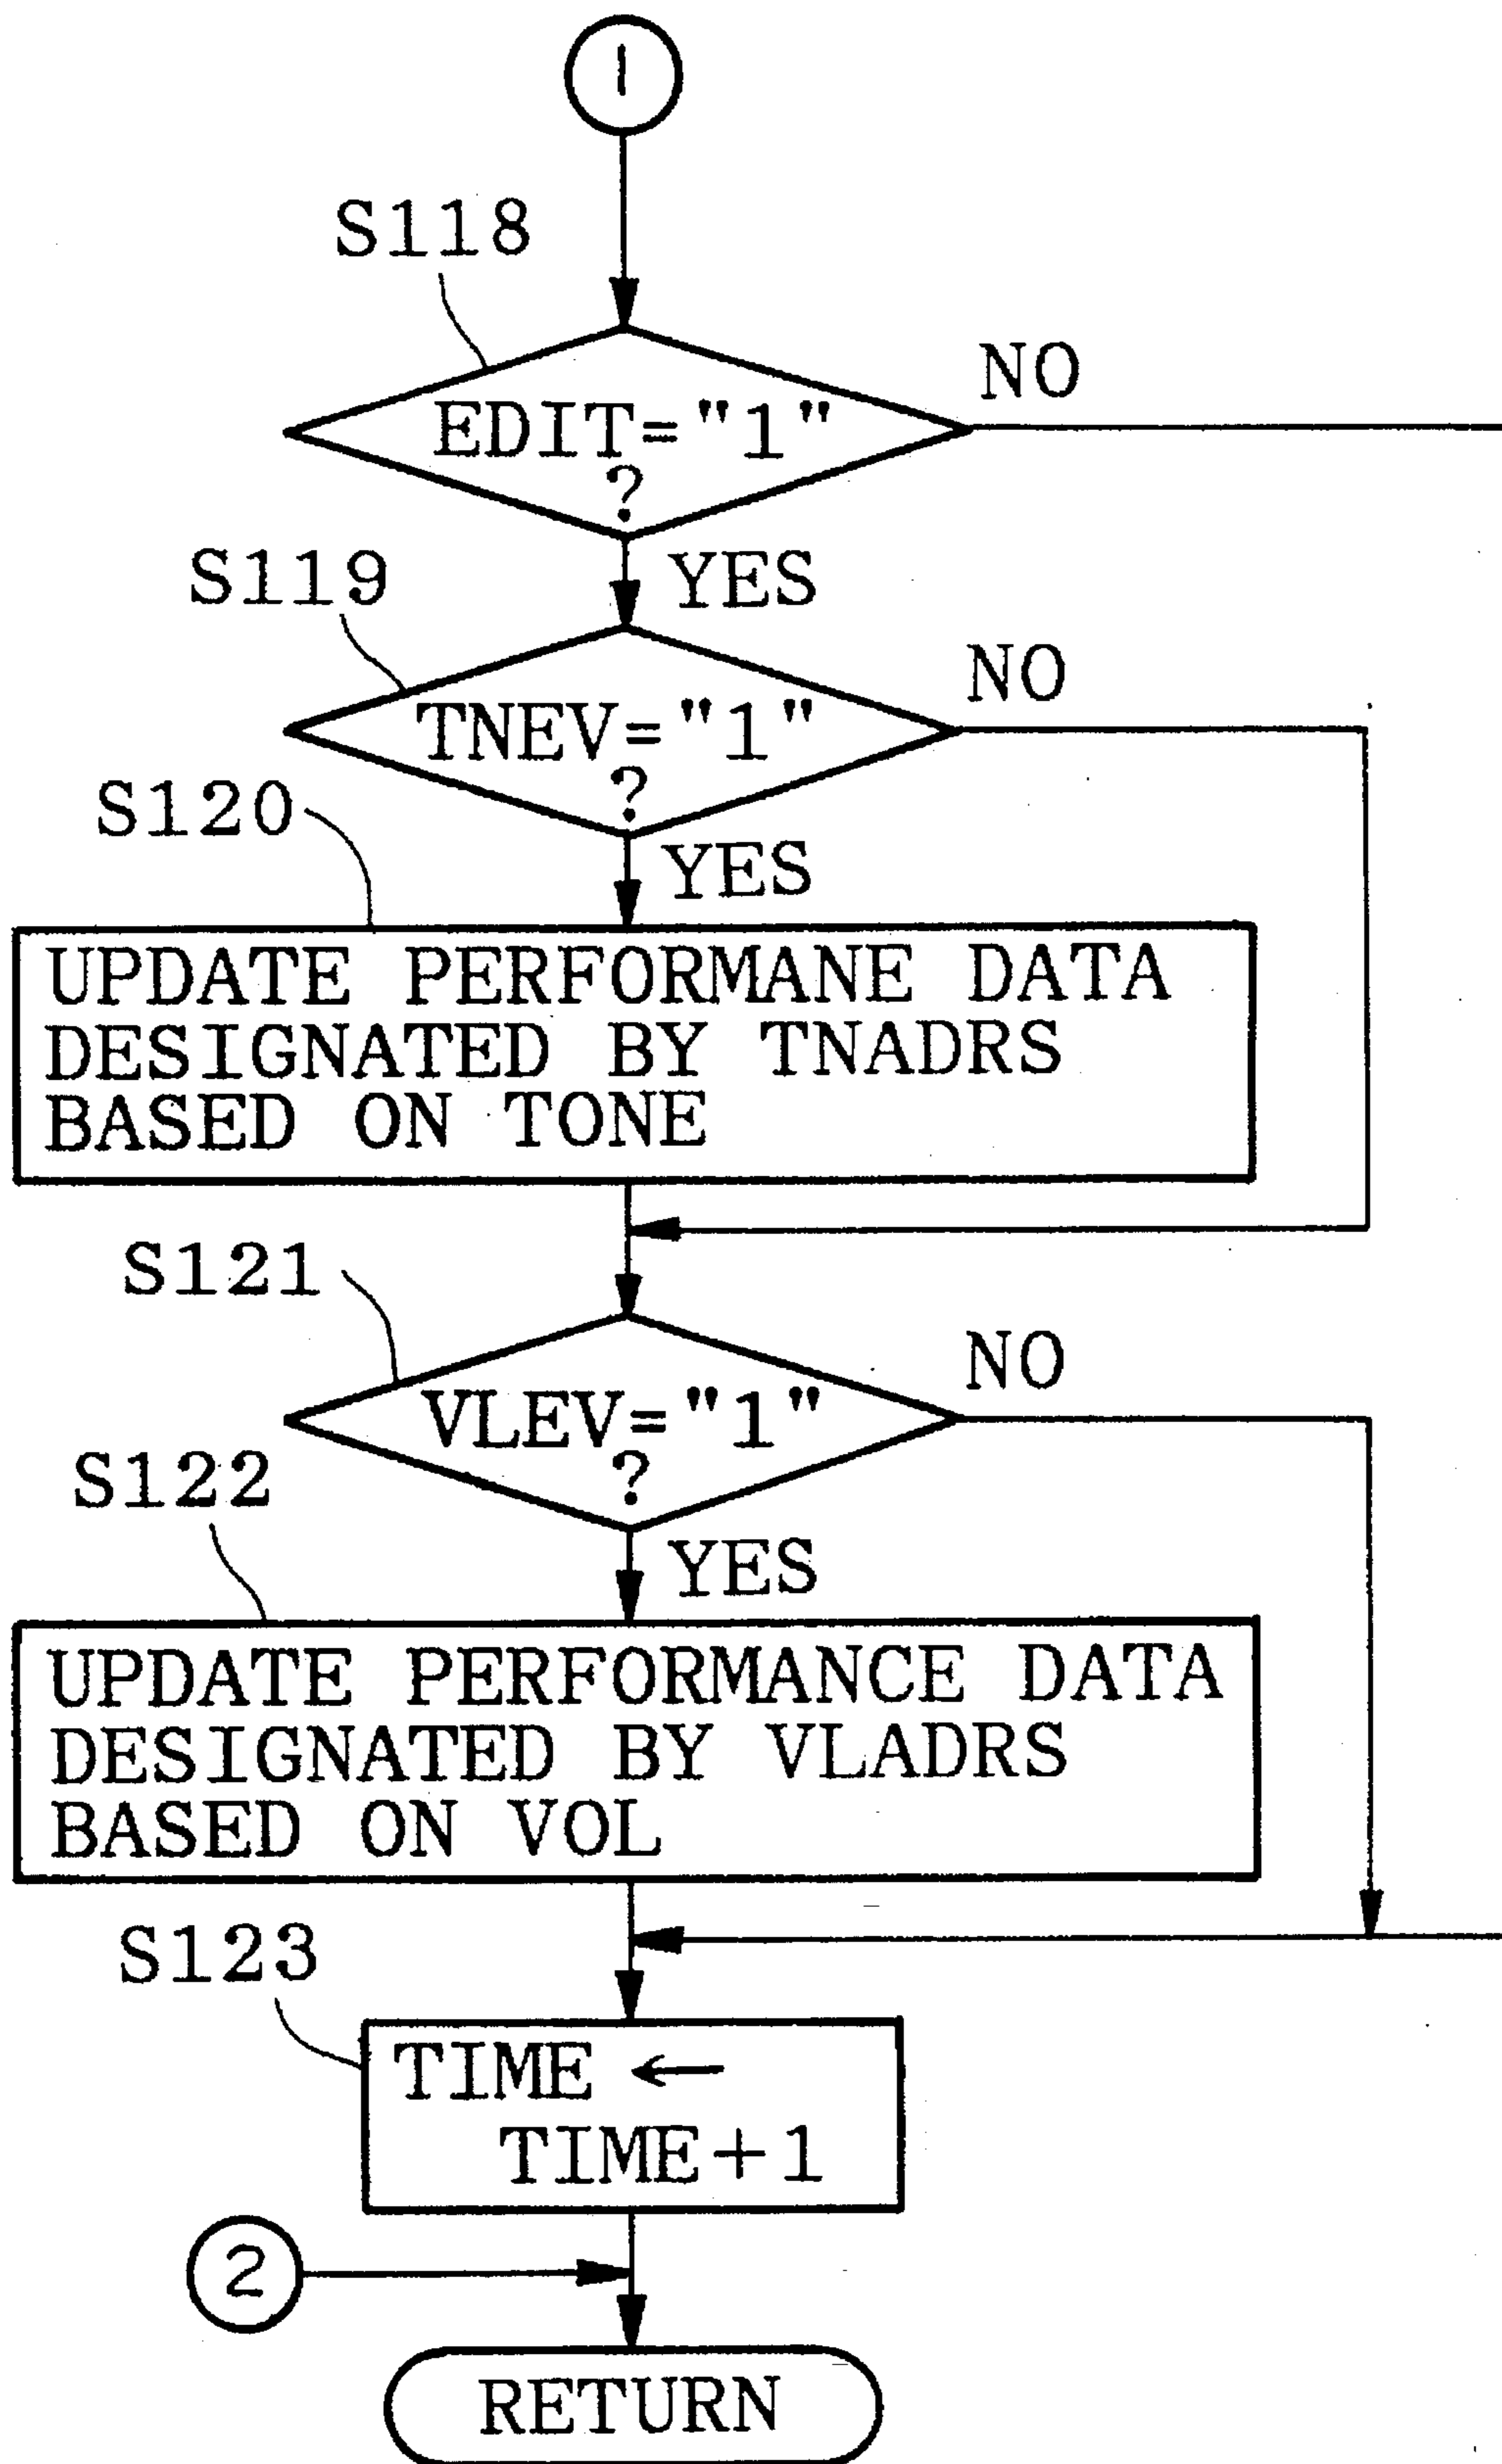 1
S118
EDIT="1"
?
NO
YES
S119
TNEV="1"
?
NO
YES
S120
UPDATE PERFORMANE DATA
DESIGNATED BY TNADRS
BASED ON TONE
S121
VLEV="1"
?
NO
YES
S122
UPDATE PERFORMANCE DATA
DESIGNATED BY VLADRS
BASED ON VOL
S123
TIME ←
TIME+1
2
RETURN